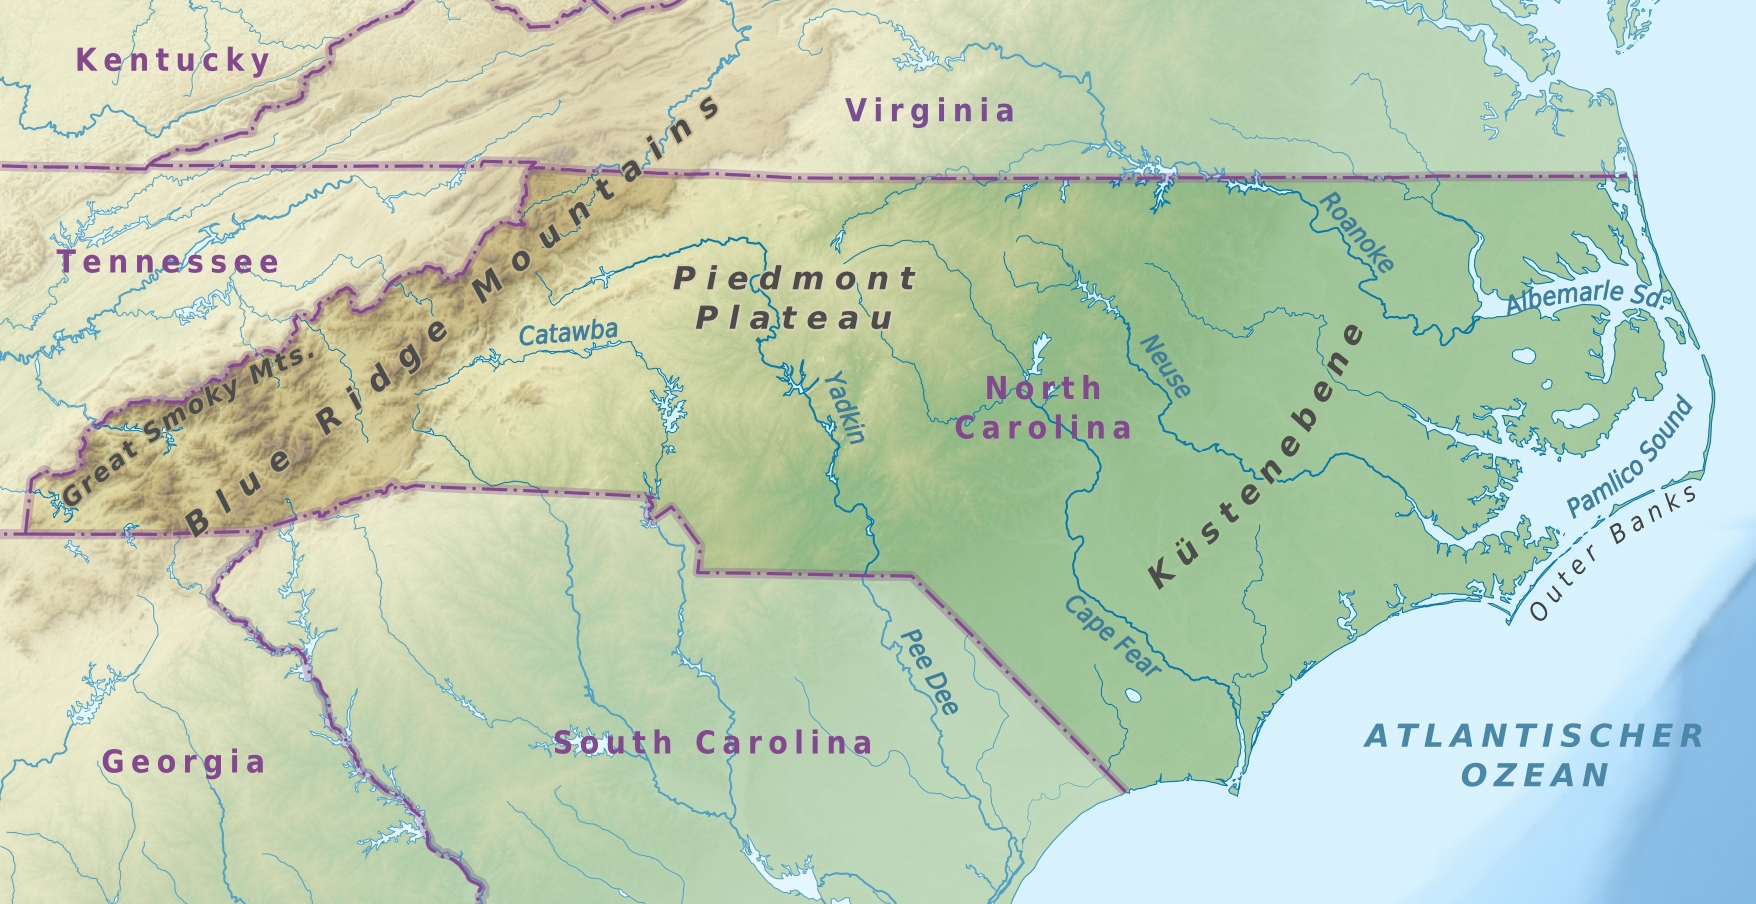 Kentucky
Virginia
Tennessee
Blue Ridge Mountains
Great Smoky Mts.
Piedmont
Plateau
Catawba
Yadkin
North
Carolina
Neuse
Roanoke
Albemarle Sd.
Küstenebene
Pamlico Sound
Outer Banks
Cape Fear
Pee Dee
South Carolina
Georgia
ATLANTISCHER
OZEAN